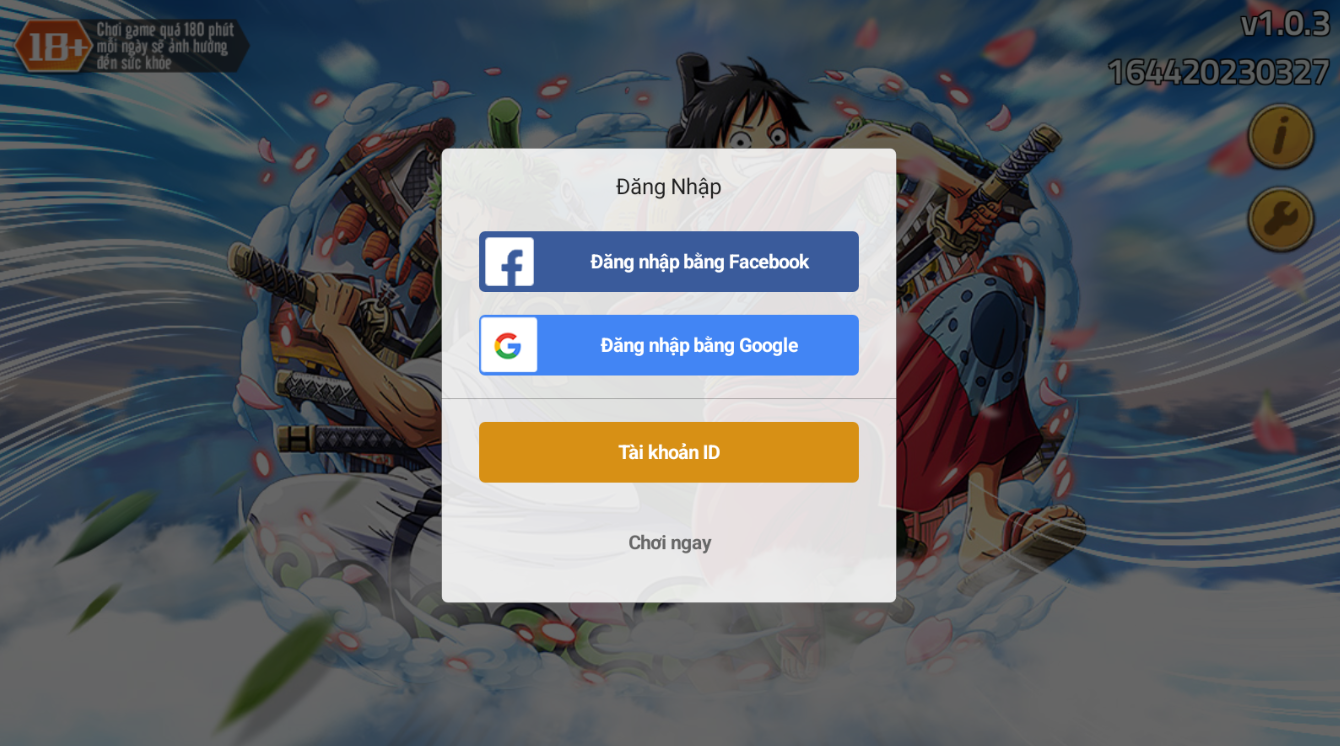 18+
Chơi game quá 180 phút
mỗi ngày sẽ ảnh hưởng
đến sức khỏe
v1.0.3
164420230327
Đăng Nhập
Đăng nhập bằng Facebook
Đăng nhập bằng Google
Tài khoản ID
Chơi ngay